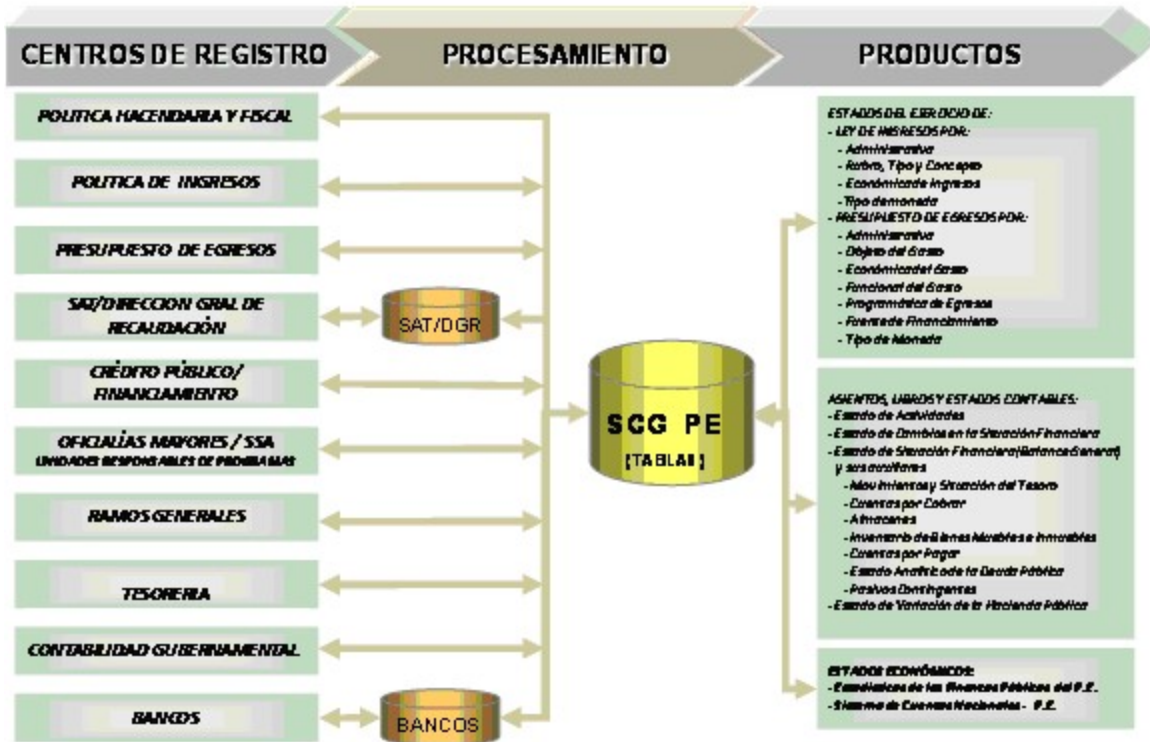 CENTROS DE REGISTRO
PROCESAMIENTO
PRODUCTOS
POLITICA HACENDARIA Y FISCAL
POLITICA DE INGRESOS
PRESUPUESTO DE EGRESOS
SAT/DIRECCION GRAL DE
RECAUDACIÓN
CRÉDITO PÚBLICO/
FINANCIAMIENTO
OFICIALÍAS MAYORES / SSA
UNIDADES RESPONSABLES DE PROGRAMAS
RAMOS GENERALES
TESORERIA
CONTABILIDAD GUBERNAMENTAL
BANCOS
SAT/DGR
BANCOS
SCG PE
(TABLAS)
ESTADOS DEL EJERCICIO DE:
- LEY DE INGRESOS POR:
- Administrativa
- Rubro, Tipo y Concepto
- Económica de Ingresos
- Tipo de moneda
- PRESUPUESTO DE EGRESOS POR:
- Administrativa
- Objeto del Gasto
- Económica del Gasto
- Funcional del Gasto
- Programática de Egresos
- Fuente de Financiamiento
- Tipo de Moneda
ASIENTOS, LIBROS Y ESTADOS CONTABLES:
- Estado de Actividades
- Estado de Cambios en la Situación Financiera
- Estado de Situación Financiera (Balance General)
y sus auxiliares
- Movimientos y Situación del Tesoro
- Cuentas por Cobrar
- Almacenes
- Inventario de Bienes Muebles e Inmuebles
- Cuentas por Pagar
- Estado Analítico de la Deuda Pública
- Pasivos Contingentes
- Estado de Variación de la Hacienda Pública
ESTADOS ECONÓMICOS:
- Estadísticas de las Finanzas Públicas del P.E.
- Sistema de Cuentas Nacionales - P.E.